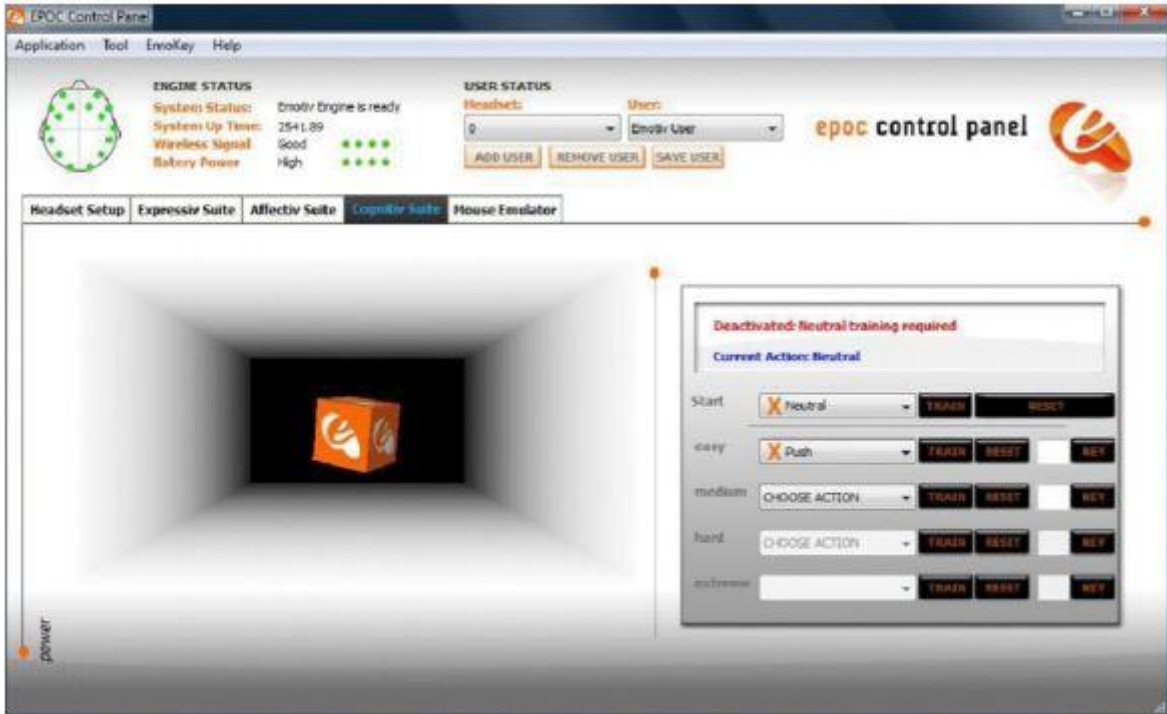 EPOC Control Panel
Application Tool EmoKey Help
ENGINE STATUS
System Status: Emotiv Engine is ready
System Up Time: 2541.89
Wireless Signal Good
Battery Power High
USER STATUS
Headset: User:
0 Emotiv User
ADD USER REMOVE USER SAVE USER
epoc control panel
Headset Setup Expressiv Suite Affectiv Suite Cognitiv Suite Mouse Emulator
Deactivated: Neutral training required
Current Action: Neutral
Start Neutral TRAIN RESET
easy Push TRAIN RESET KEY
medium CHOOSE ACTION TRAIN RESET KEY
hard CHOOSE ACTION TRAIN RESET KEY
extreme TRAIN RESET KEY
power